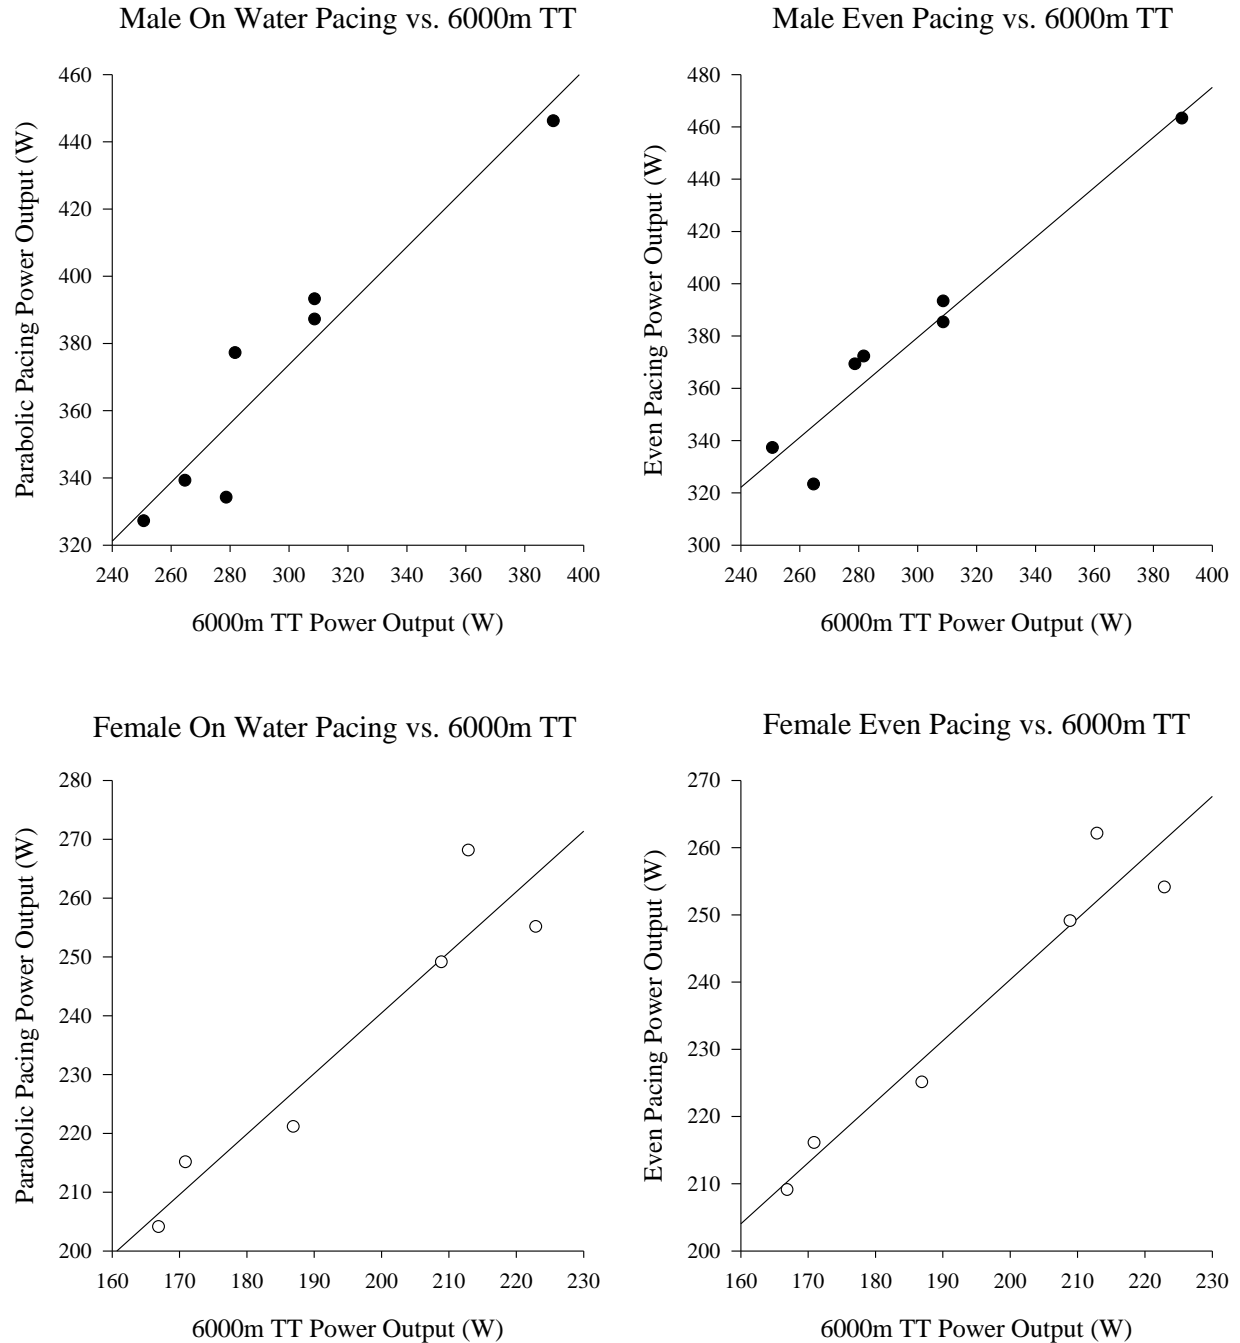 Male On Water Pacing vs. 6000m TT
Parabolic Pacing Power Output (W)
460
440
420
400
380
360
340
320
240 260 280 300 320 340 360 380 400
6000m TT Power Output (W)
Male Even Pacing vs. 6000m TT
Even Pacing Power Output (W)
480
460
440
420
400
380
360
340
320
300
240 260 280 300 320 340 360 380 400
6000m TT Power Output (W)
Female On Water Pacing vs. 6000m TT
Parabolic Pacing Power Output (W)
280
270
260
250
240
230
220
210
200
160 170 180 190 200 210 220 230
6000m TT Power Output (W)
Female Even Pacing vs. 6000m TT
Even Pacing Power Output (W)
270
260
250
240
230
220
210
200
160 170 180 190 200 210 220 230
6000m TT Power Output (W)